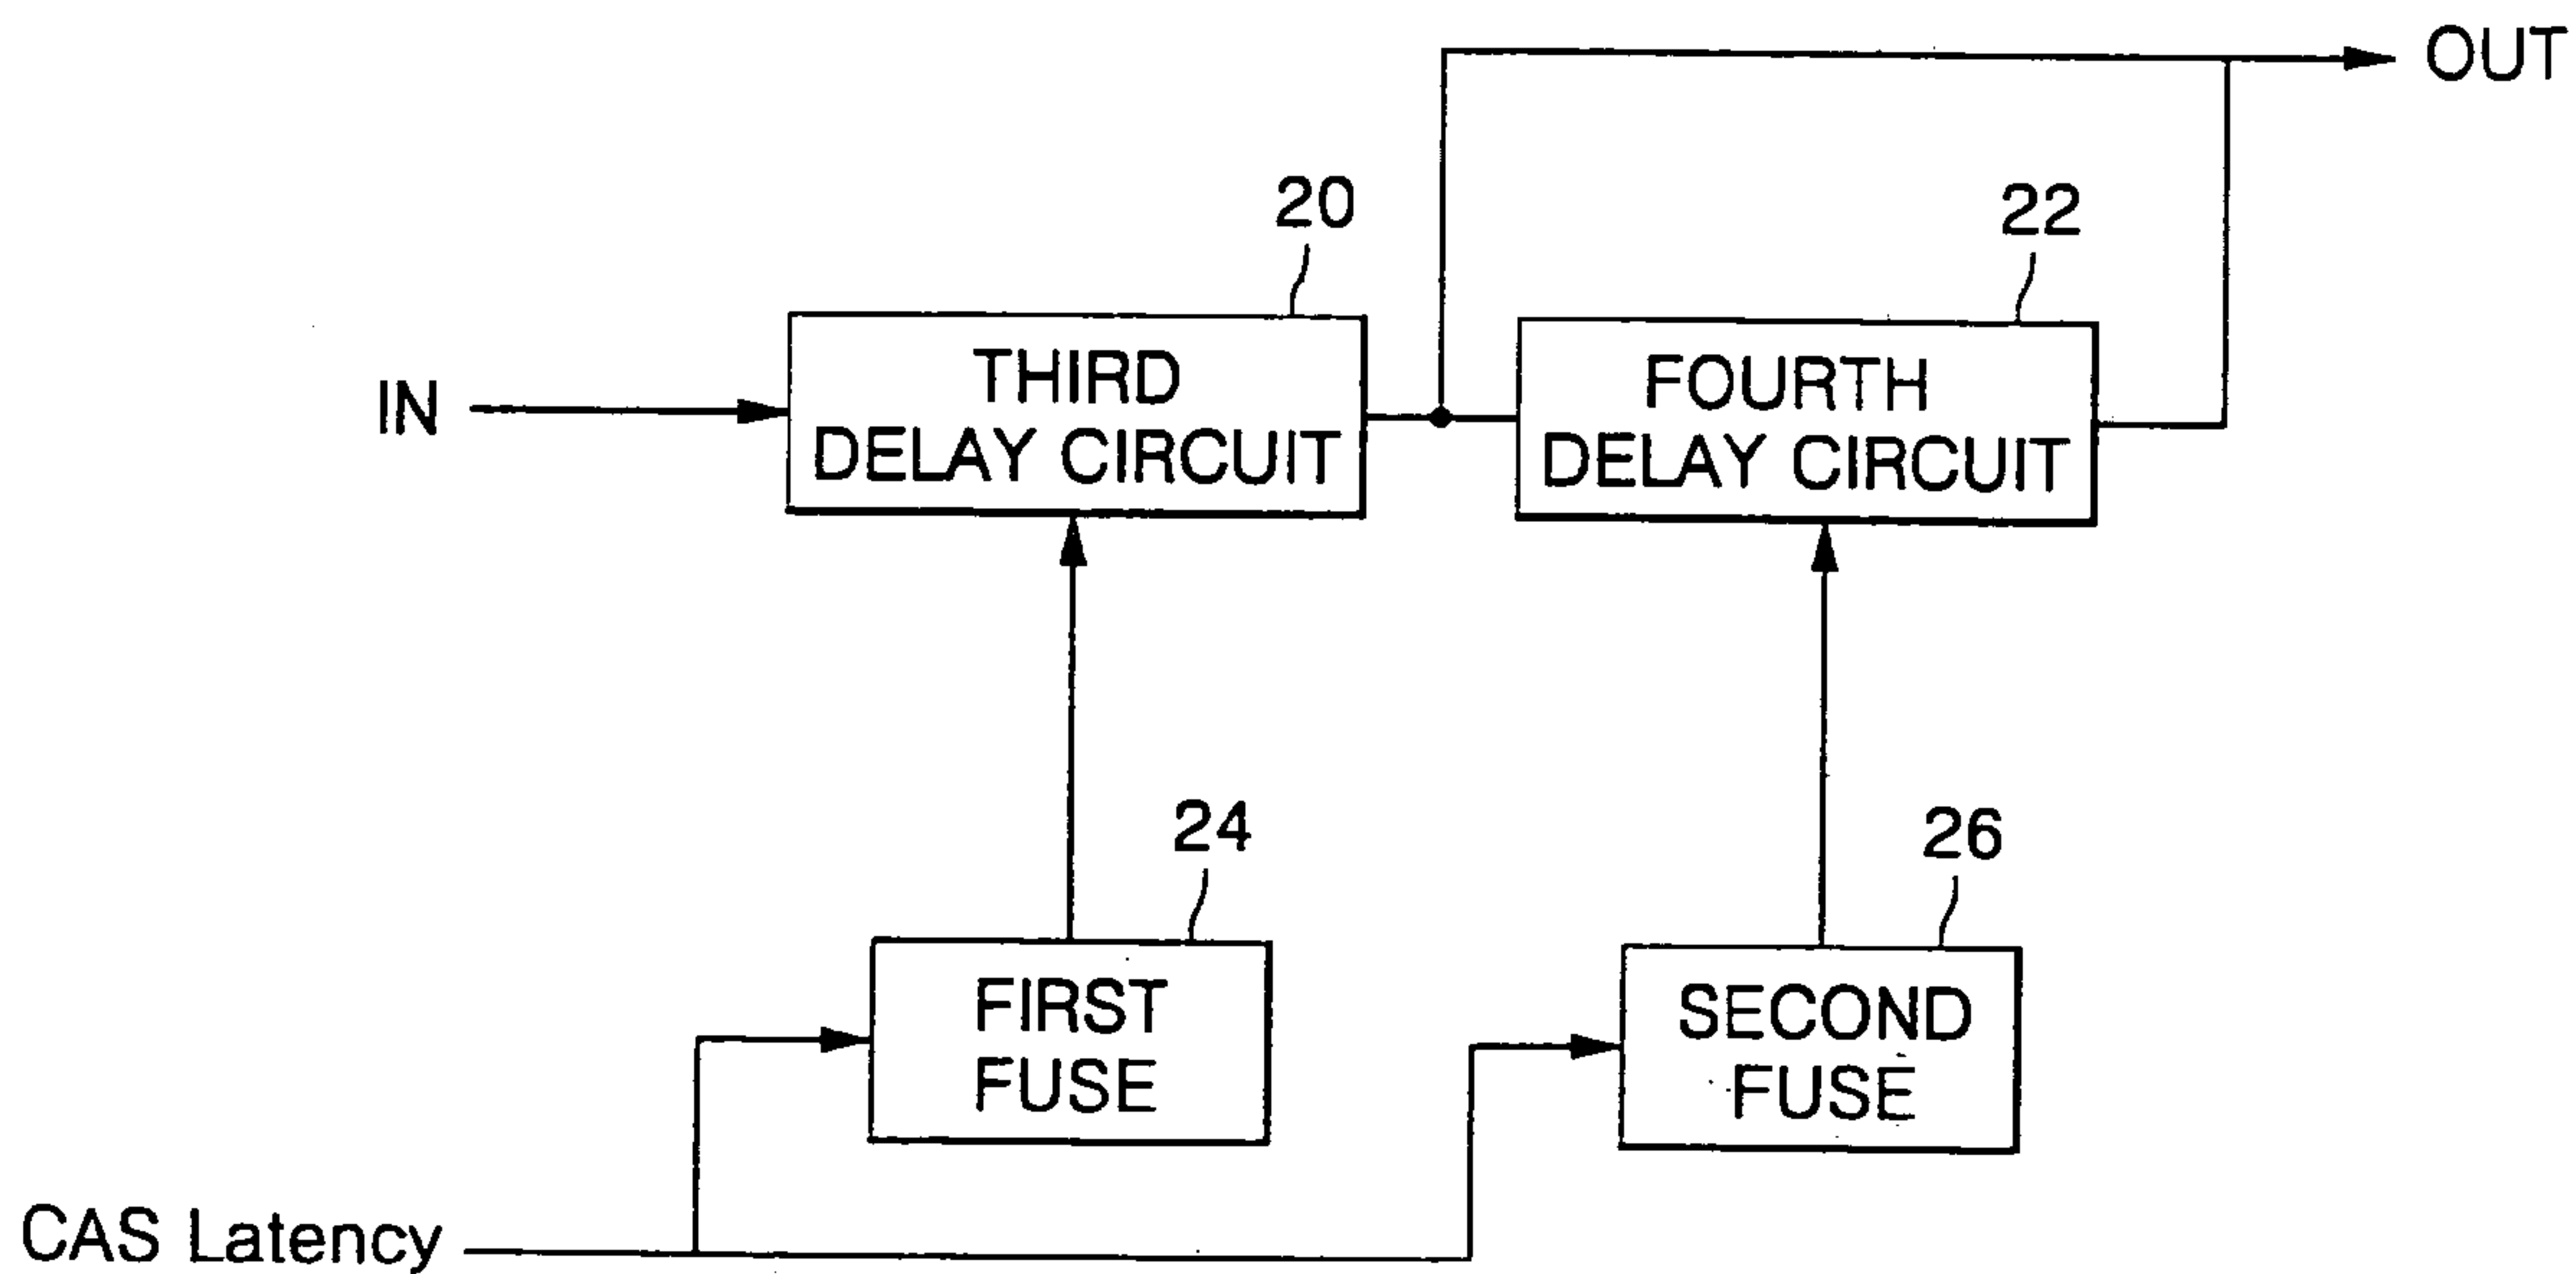 OUT
20
22
IN
THIRD
DELAY CIRCUIT
FOURTH
DELAY CIRCUIT
24
26
FIRST
FUSE
SECOND
FUSE
CAS Latency